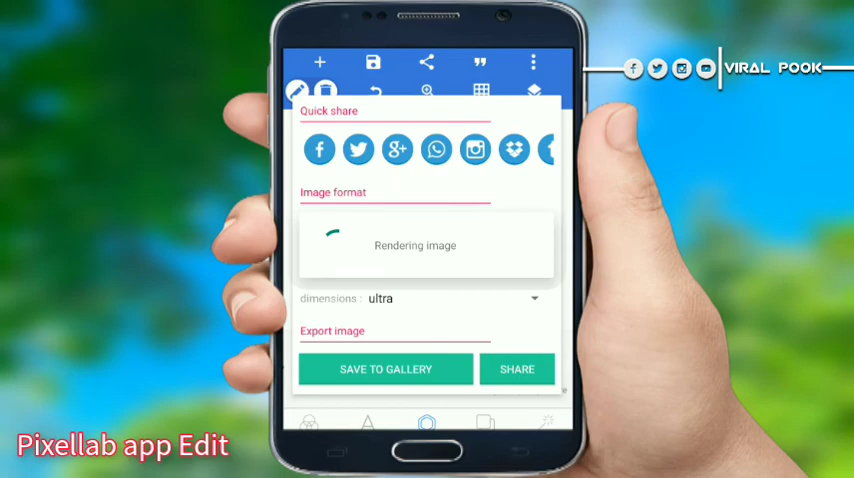 VIRAL POOK
Quick share
Image format
Rendering image
dimensions : ultra
Export image
SAVE TO GALLERY
SHARE
Pixellab app Edit